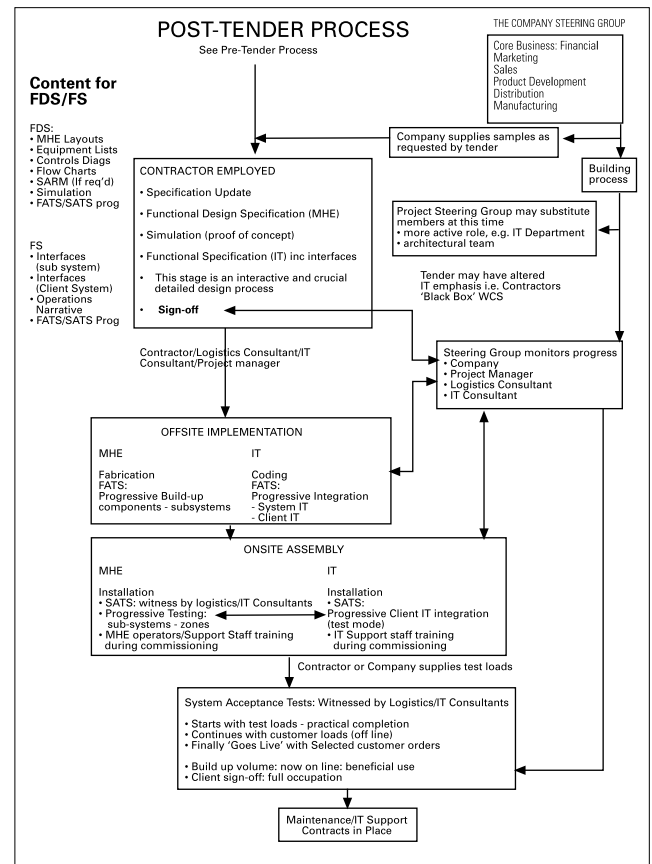 POST-TENDER PROCESS
See Pre-Tender Process
THE COMPANY STEERING GROUP
Core Business: Financial
Marketing
Sales
Product Development
Distribution
Manufacturing
Content for
FDS/FS
FDS:
• MHE Layouts
• Equipment Lists
• Controls Diags
• Flow Charts
• SARM (If req'd)
• Simulation
• FATS/SATS prog
FS
• Interfaces
(sub system)
• Interfaces
(Client System)
• Operations
Narrative
• FATS/SATS Prog
Company supplies samples as
requested by tender
Building
process
CONTRACTOR EMPLOYED
• Specification Update
• Functional Design Specification (MHE)
• Simulation (proof of concept)
• Functional Specification (IT) inc interfaces
• This stage is an interactive and crucial
detailed design process
• Sign-off
Project Steering Group may substitute
members at this time
• more active role, e.g. IT Department
• architectural team
Tender may have altered
IT emphasis i.e. Contractors
'Black Box' WCS
Contractor/Logistics Consultant/IT
Consultant/Project manager
Steering Group monitors progress
• Company
• Project Manager
• Logistics Consultant
• IT Consultant
OFFSITE IMPLEMENTATION
MHE
Fabrication
FATS:
Progressive Build-up
components - subsystems
IT
Coding
FATS:
Progressive Integration
- System IT
- Client IT
ONSITE ASSEMBLY
MHE
Installation
• SATS: witness by logistics/IT Consultants
• Progressive Testing:
sub-systems - zones
• MHE operators/Support Staff training
during commissioning
IT
Installation
• SATS:
Progressive Client IT integration
(test mode)
• IT Support staff training
during commissioning
Contractor or Company supplies test loads
System Acceptance Tests: Witnessed by Logistics/IT Consultants
• Starts with test loads - practical completion
• Continues with customer loads (off line)
• Finally 'Goes Live' with Selected customer orders
• Build up volume: now on line: beneficial use
• Client sign-off: full occupation
Maintenance/IT Support
Contracts in Place